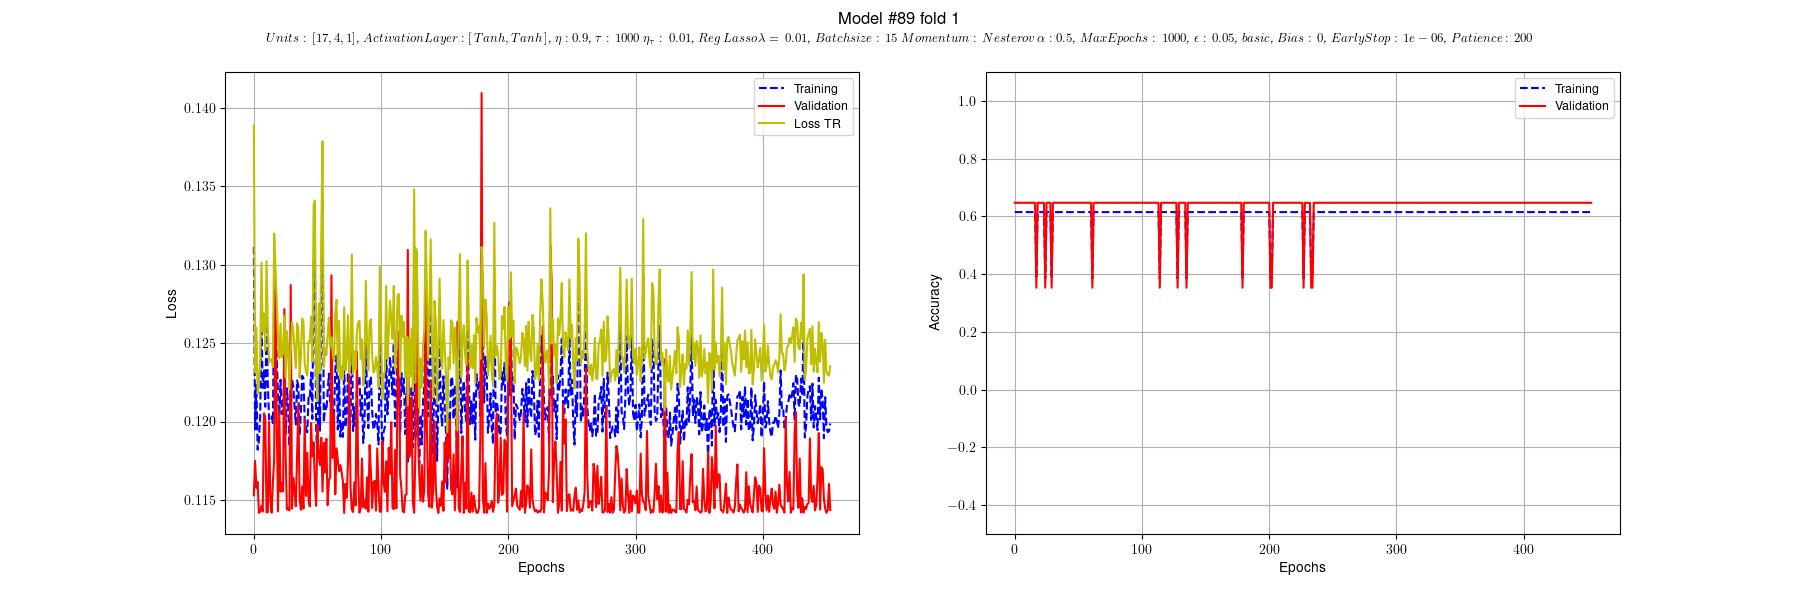 Model #89 fold 1
Units : [17, 4, 1], ActivationLayer : [Tanh, Tanh], η : 0.9, τ : 1000 ητ : 0.01, Reg Lassoλ = 0.01, Batchsize : 15 Momentum : Nesterov α : 0.5, MaxEpochs : 1000, ϵ : 0.05, basic, Bias : 0, EarlyStop : 1e − 06, Patience : 200
Training
Validation
Loss TR
0.140
0.135
0.130
0.125
0.120
0.115
Loss
0
100
200
300
400
Epochs
Training
Validation
1.0
0.8
0.6
0.4
0.2
0.0
−0.2
−0.4
Accuracy
0
100
200
300
400
Epochs